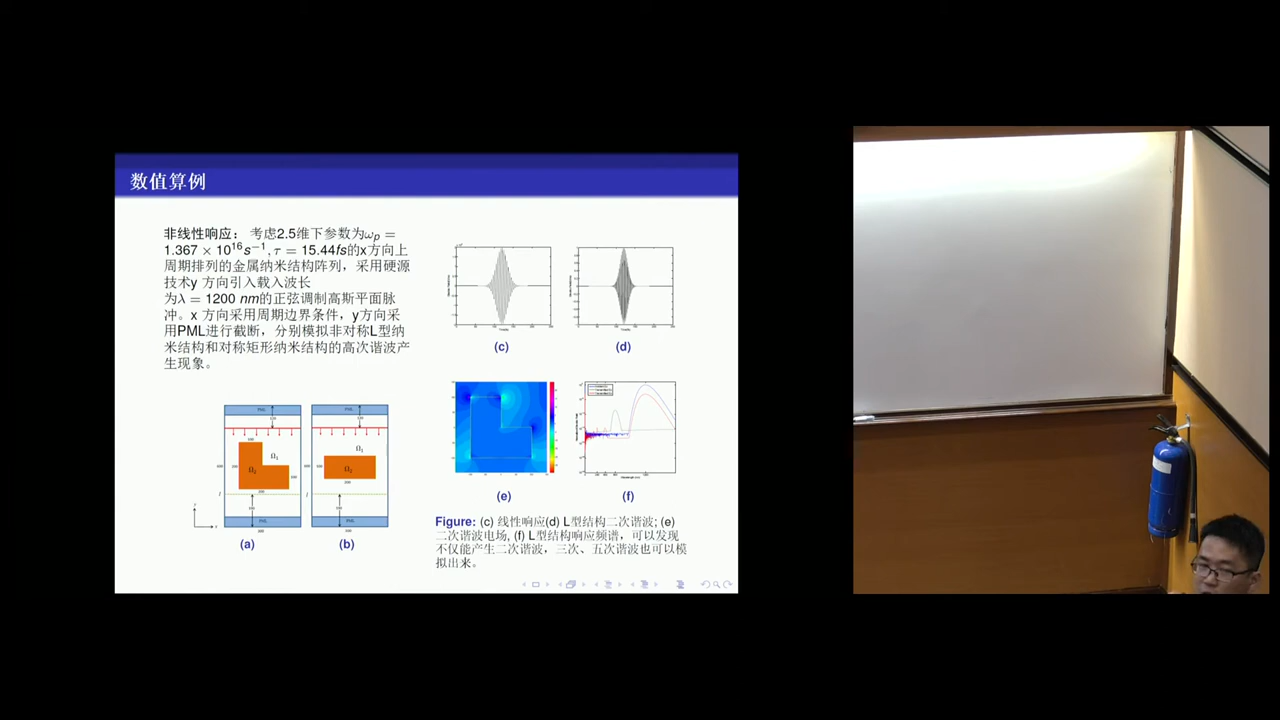 数值算例
非线性响应： 考虑2.5维下参数为ωp =
1.367 × 10^16 s^−1, τ = 15.44fs的x方向上
周期排列的金属纳米结构阵列，采用硬源
技术y 方向引入载入波长
为λ = 1200 nm的正弦调制高斯平面脉
冲。x 方向采用周期边界条件，y方向采
用PML进行截断，分别模拟非对称L型纳
米结构和对称矩形纳米结构的高次谐波产
生现象。
PML
PML
Ω1
Ω2
Ω1
Ω2
PML
PML
(a)
(b)
(c)
(d)
(e)
(f)
Figure: (c) 线性响应(d) L型结构二次谐波; (e)
二次谐波电场, (f) L型结构响应频谱，可以发现
不仅能产生二次谐波，三次、五次谐波也可以模
拟出来。